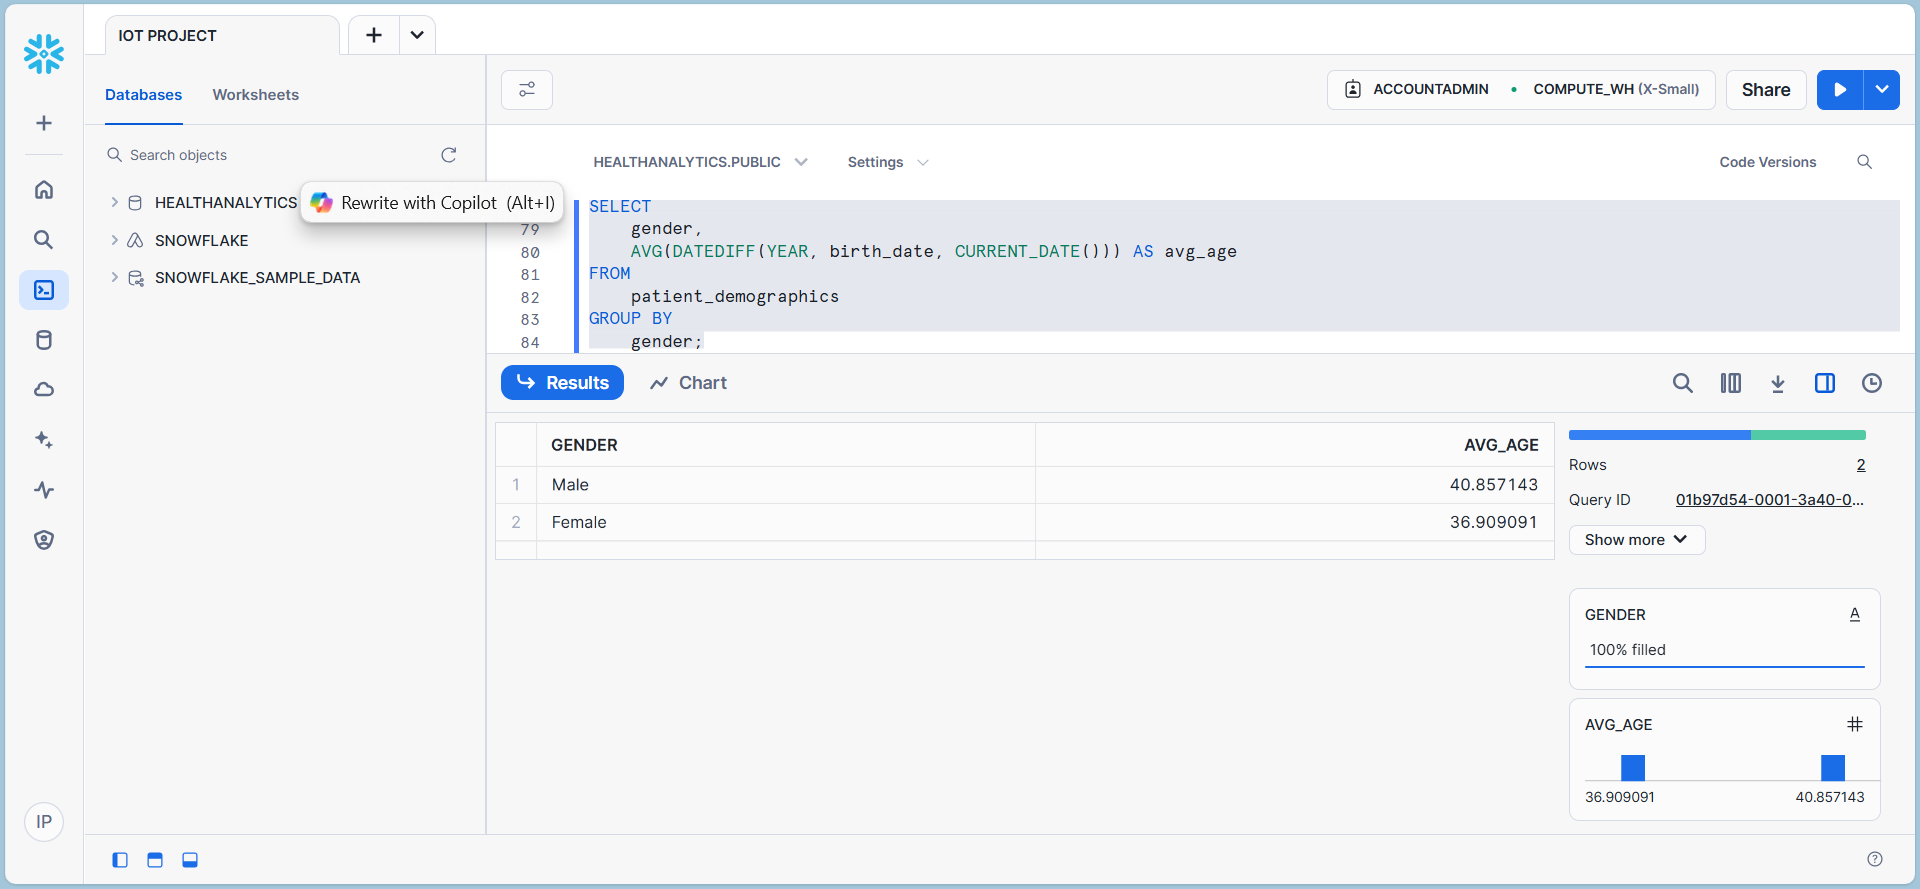 IOT PROJECT
Databases
Worksheets
ACCOUNTADMIN
COMPUTE_WH (X-Small)
Share
Search objects
HEALTHANALYTICS
SNOWFLAKE
SNOWFLAKE_SAMPLE_DATA
Rewrite with Copilot (Alt+I)
HEALTHANALYTICS.PUBLIC
Settings
Code Versions
SELECT
79 gender,
80 AVG(DATEDIFF(YEAR, birth_date, CURRENT_DATE())) AS avg_age
81 FROM
82 patient_demographics
83 GROUP BY
84 gender;
Results
Chart
GENDER AVG_AGE
1 Male 40.857143
2 Female 36.909091
Rows 2
Query ID 01b97d54-0001-3a40-0...
Show more
GENDER A
100% filled
AVG_AGE #
36.909091 40.857143
IP